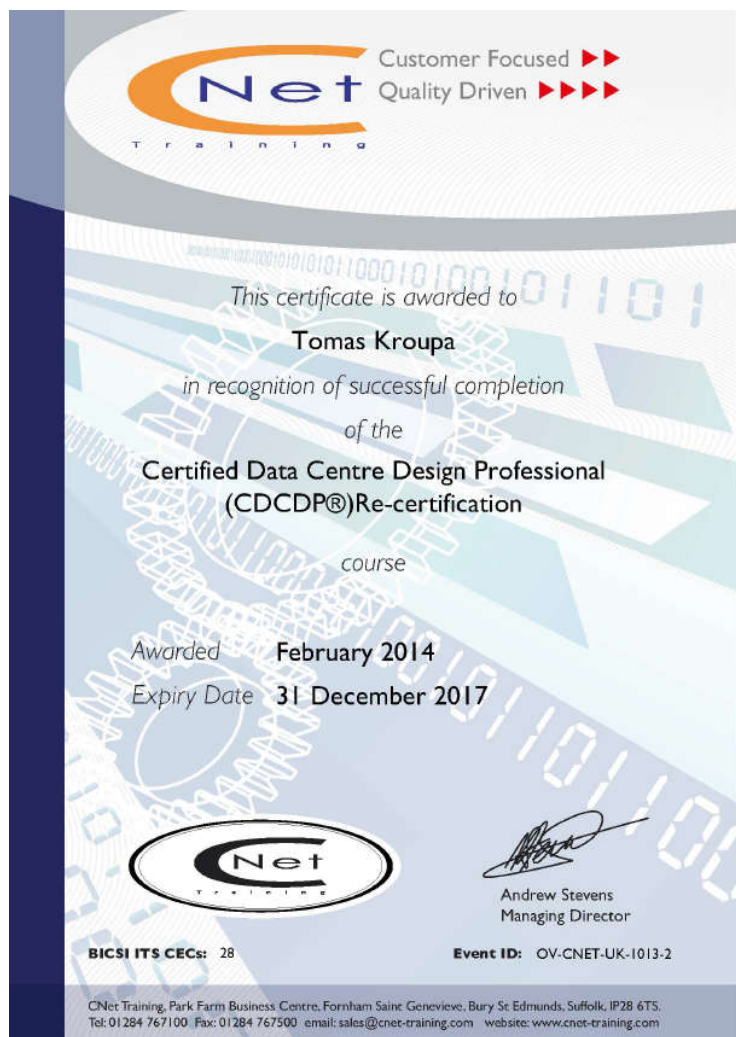 CNet
Training
Customer Focused
Quality Driven
This certificate is awarded to
Tomas Kroupa
in recognition of successful completion
of the
Certified Data Centre Design Professional
(CDCDP®)Re-certification
course
Awarded February 2014
Expiry Date 31 December 2017
CNet
Training
Andrew Stevens
Managing Director
BICSI ITS CECs: 28 Event ID: OV-CNET-UK-1013-2
CNet Training, Park Farm Business Centre, Fornham Saint Genevieve, Bury St Edmunds, Suffolk, IP28 6TS.
Tel: 01284 767100 Fax: 01284 767500 email: sales@cnet-training.com website: www.cnet-training.com